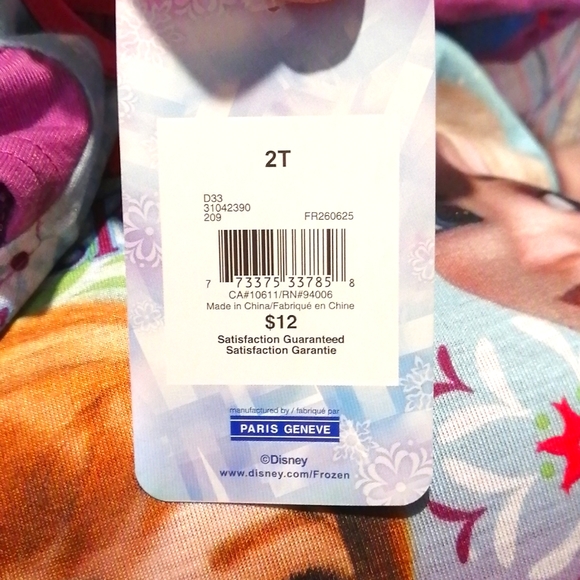 2T
D33
31042390
209 FR260625
7 73375 33785 8
CA#10611/RN#94006
Made in China/Fabriqué en Chine
$12
Satisfaction Guaranteed
Satisfaction Garantie
manufactured by / fabriqué par
PARIS GENEVE
©Disney
www.disney.com/Frozen